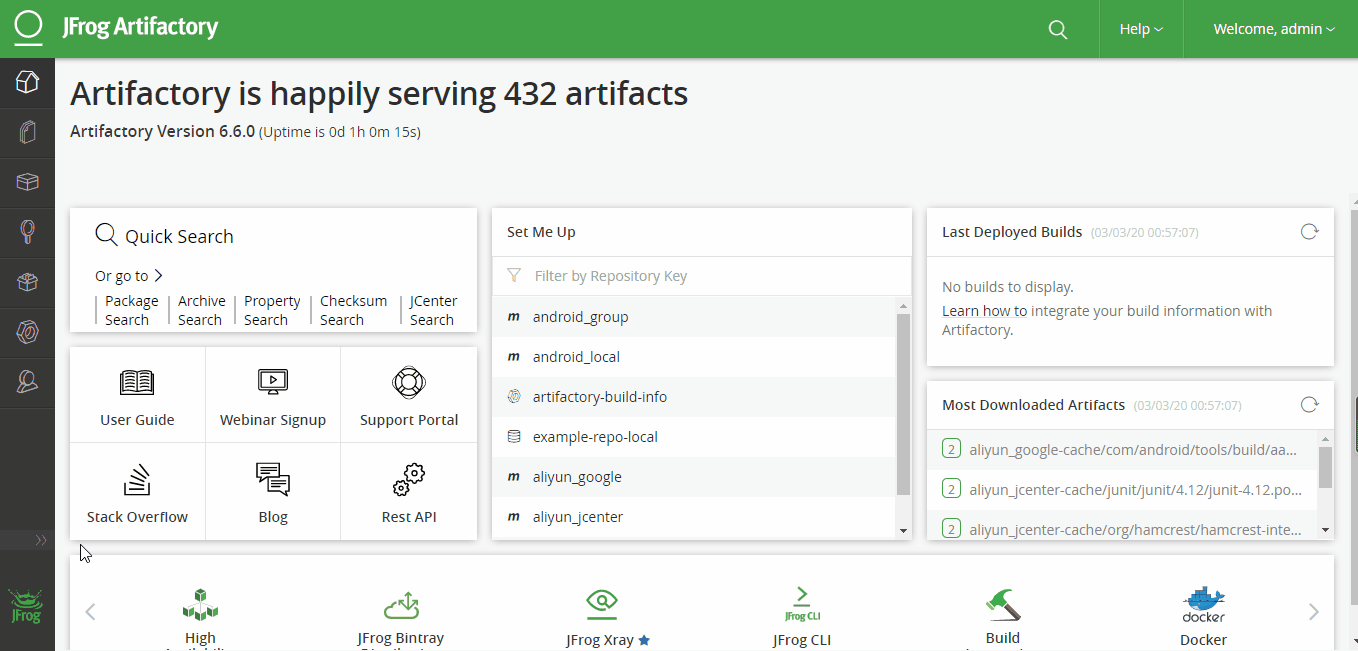 JFrog Artifactory
Help
Welcome, admin
Artifactory is happily serving 432 artifacts
Artifactory Version 6.6.0 (Uptime is 0d 1h 0m 15s)
Quick Search
Or go to
Package Search
Archive Search
Property Search
Checksum Search
JCenter Search
User Guide
Webinar Signup
Support Portal
Stack Overflow
Blog
Rest API
Set Me Up
Filter by Repository Key
m android_group
m android_local
artifactory-build-info
example-repo-local
m aliyun_google
m aliyun_jcenter
Last Deployed Builds (03/03/20 00:57:07)
No builds to display.
Learn how to integrate your build information with
Artifactory.
Most Downloaded Artifacts (03/03/20 00:57:07)
2 aliyun_google-cache/com/android/tools/build/aa...
2 aliyun_jcenter-cache/junit/junit/4.12/junit-4.12.po...
2 aliyun_jcenter-cache/org/hamcrest/hamcrest-inte...
JFrog
High
JFrog Bintray
JFrog Xray
JFrog CLI
JFrog CLI
Build
docker
Docker